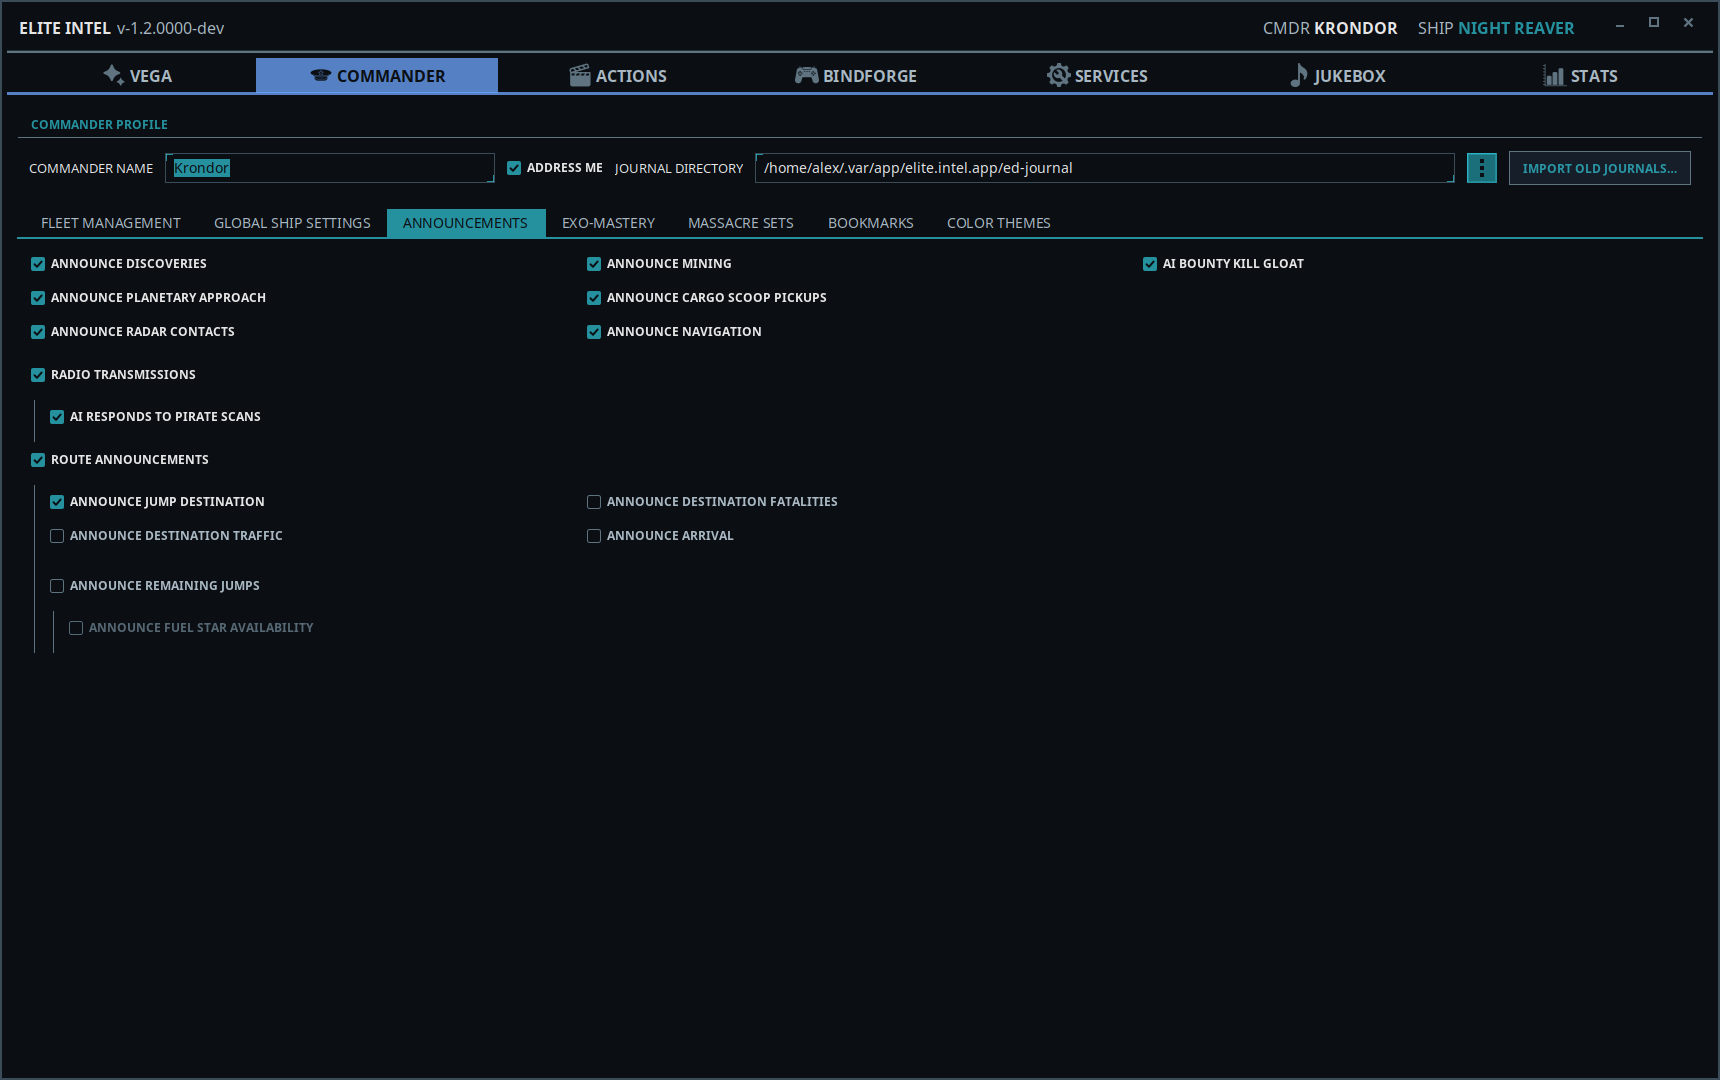 ELITE INTEL v-1.2.0000-dev CMDR KRONDOR SHIP NIGHT REAVER
VEGA COMMANDER ACTIONS BINDFORGE SERVICES JUKEBOX STATS
COMMANDER PROFILE
COMMANDER NAME Krondor ADDRESS ME JOURNAL DIRECTORY /home/alex/.var/app/elite.intel.app/ed-journal IMPORT OLD JOURNALS...
FLEET MANAGEMENT GLOBAL SHIP SETTINGS ANNOUNCEMENTS EXO-MASTERY MASSACRE SETS BOOKMARKS COLOR THEMES
ANNOUNCE DISCOVERIES ANNOUNCE MINING AI BOUNTY KILL GLOAT
ANNOUNCE PLANETARY APPROACH ANNOUNCE CARGO SCOOP PICKUPS
ANNOUNCE RADAR CONTACTS ANNOUNCE NAVIGATION
RADIO TRANSMISSIONS
AI RESPONDS TO PIRATE SCANS
ROUTE ANNOUNCEMENTS
ANNOUNCE JUMP DESTINATION ANNOUNCE DESTINATION FATALITIES
ANNOUNCE DESTINATION TRAFFIC ANNOUNCE ARRIVAL
ANNOUNCE REMAINING JUMPS
ANNOUNCE FUEL STAR AVAILABILITY